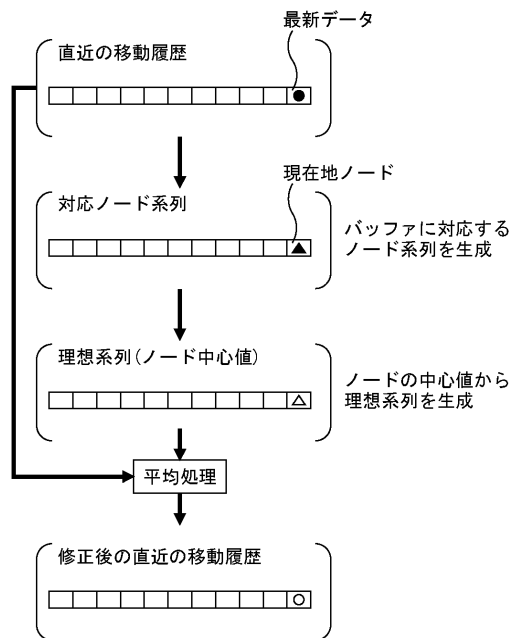 最新データ
直近の移動履歴
現在地ノード
対応ノード系列
バッファに対応する
ノード系列を生成
理想系列(ノード中心値)
ノードの中心値から
理想系列を生成
平均処理
修正後の直近の移動履歴